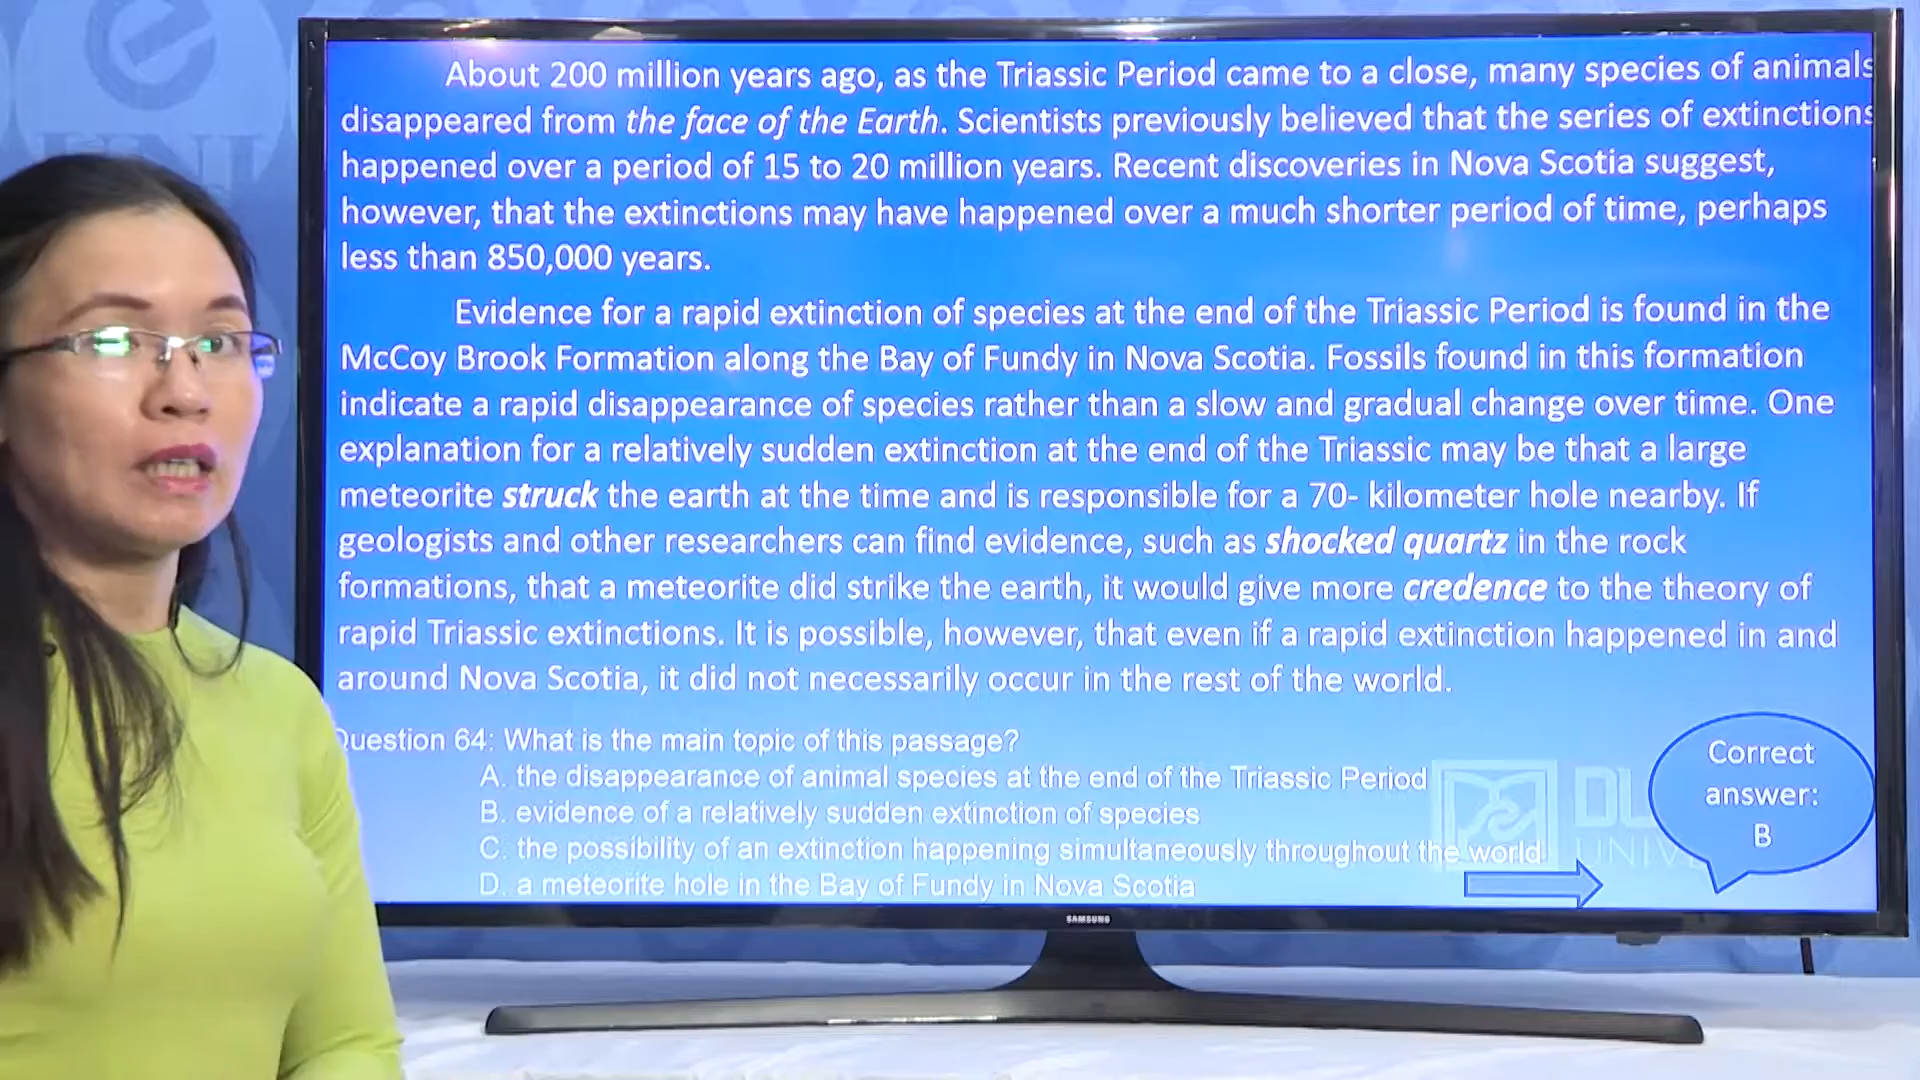 About 200 million years ago, as the Triassic Period came to a close, many species of animals
disappeared from the face of the Earth. Scientists previously believed that the series of extinctions
happened over a period of 15 to 20 million years. Recent discoveries in Nova Scotia suggest,
however, that the extinctions may have happened over a much shorter period of time, perhaps
less than 850,000 years.
Evidence for a rapid extinction of species at the end of the Triassic Period is found in the
McCoy Brook Formation along the Bay of Fundy in Nova Scotia. Fossils found in this formation
indicate a rapid disappearance of species rather than a slow and gradual change over time. One
explanation for a relatively sudden extinction at the end of the Triassic may be that a large
meteorite struck the earth at the time and is responsible for a 70- kilometer hole nearby. If
geologists and other researchers can find evidence, such as shocked quartz in the rock
formations, that a meteorite did strike the earth, it would give more credence to the theory of
rapid Triassic extinctions. It is possible, however, that even if a rapid extinction happened in and
around Nova Scotia, it did not necessarily occur in the rest of the world.
Question 64: What is the main topic of this passage?
A. the disappearance of animal species at the end of the Triassic Period
B. evidence of a relatively sudden extinction of species
C. the possibility of an extinction happening simultaneously throughout the world
D. a meteorite hole in the Bay of Fundy in Nova Scotia
Correct
answer:
B
SAMSUNG